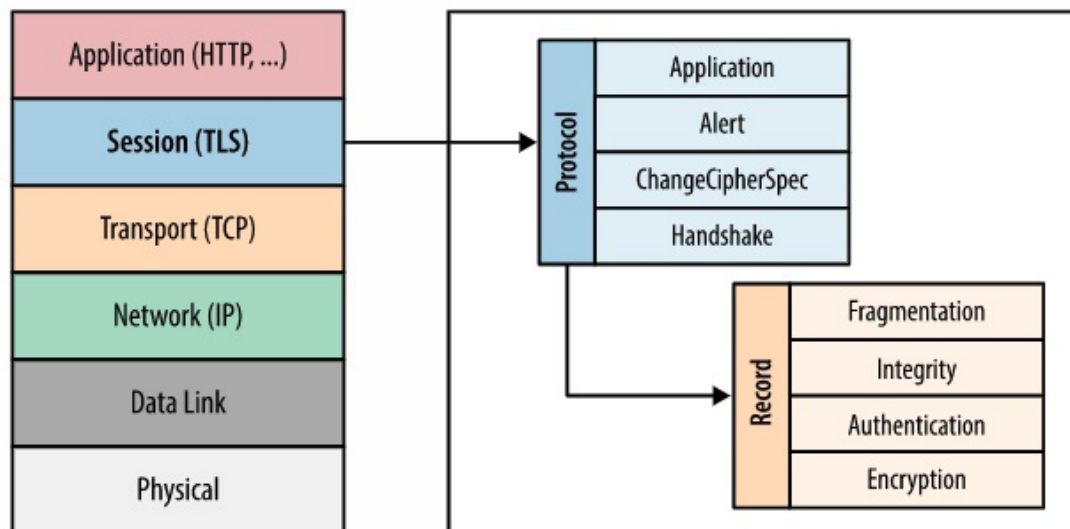 Application (HTTP, ...)
Session (TLS)
Transport (TCP)
Network (IP)
Data Link
Physical
Protocol
Application
Alert
ChangeCipherSpec
Handshake
Record
Fragmentation
Integrity
Authentication
Encryption